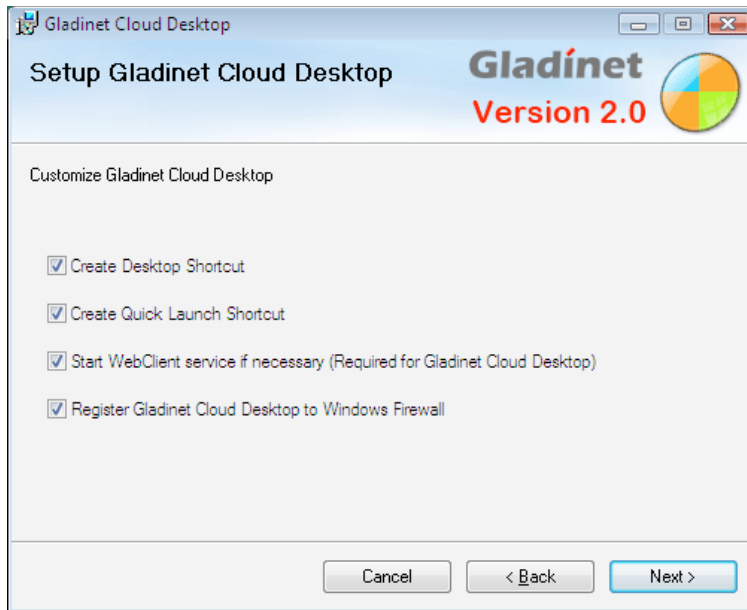 Gladinet Cloud Desktop
Setup Gladinet Cloud Desktop
Gladinet
Version 2.0
Customize Gladinet Cloud Desktop
Create Desktop Shortcut
Create Quick Launch Shortcut
Start WebClient service if necessary (Required for Gladinet Cloud Desktop)
Register Gladinet Cloud Desktop to Windows Firewall
Cancel
< Back
Next >